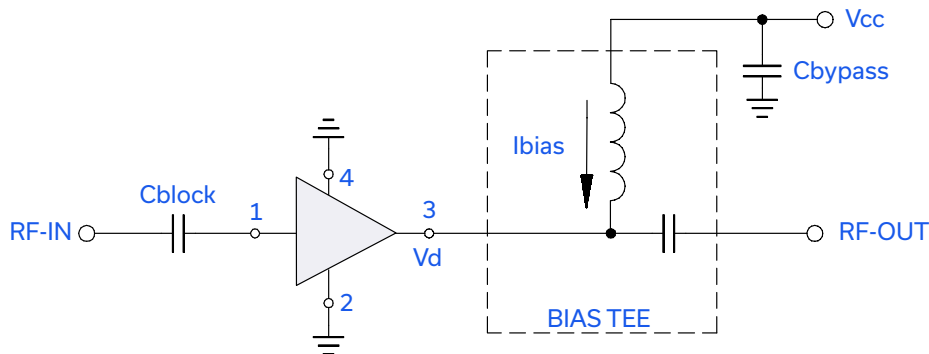 Vcc
Cbypass
Ibias
4
Cblock
1
3
RF-IN
RF-OUT
Vd
2
BIAS TEE